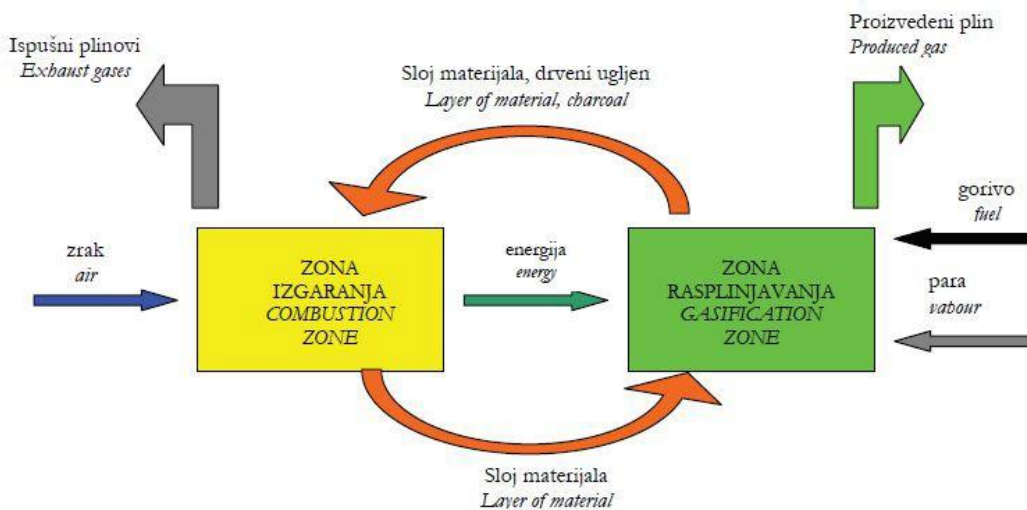 Ispušni plinovi
Exhaust gases
Proizvedeni plin
Produced gas
Sloj materijala, drveni ugljen
Layer of material, charcoal
gorivo
fuel
zrak
air
ZONA
IZGARANJA
COMBUSTION
ZONE
energija
energy
ZONA
RASPLINJAVANJA
GASIFICATION
ZONE
para
vabour
Sloj materijala
Layer of material